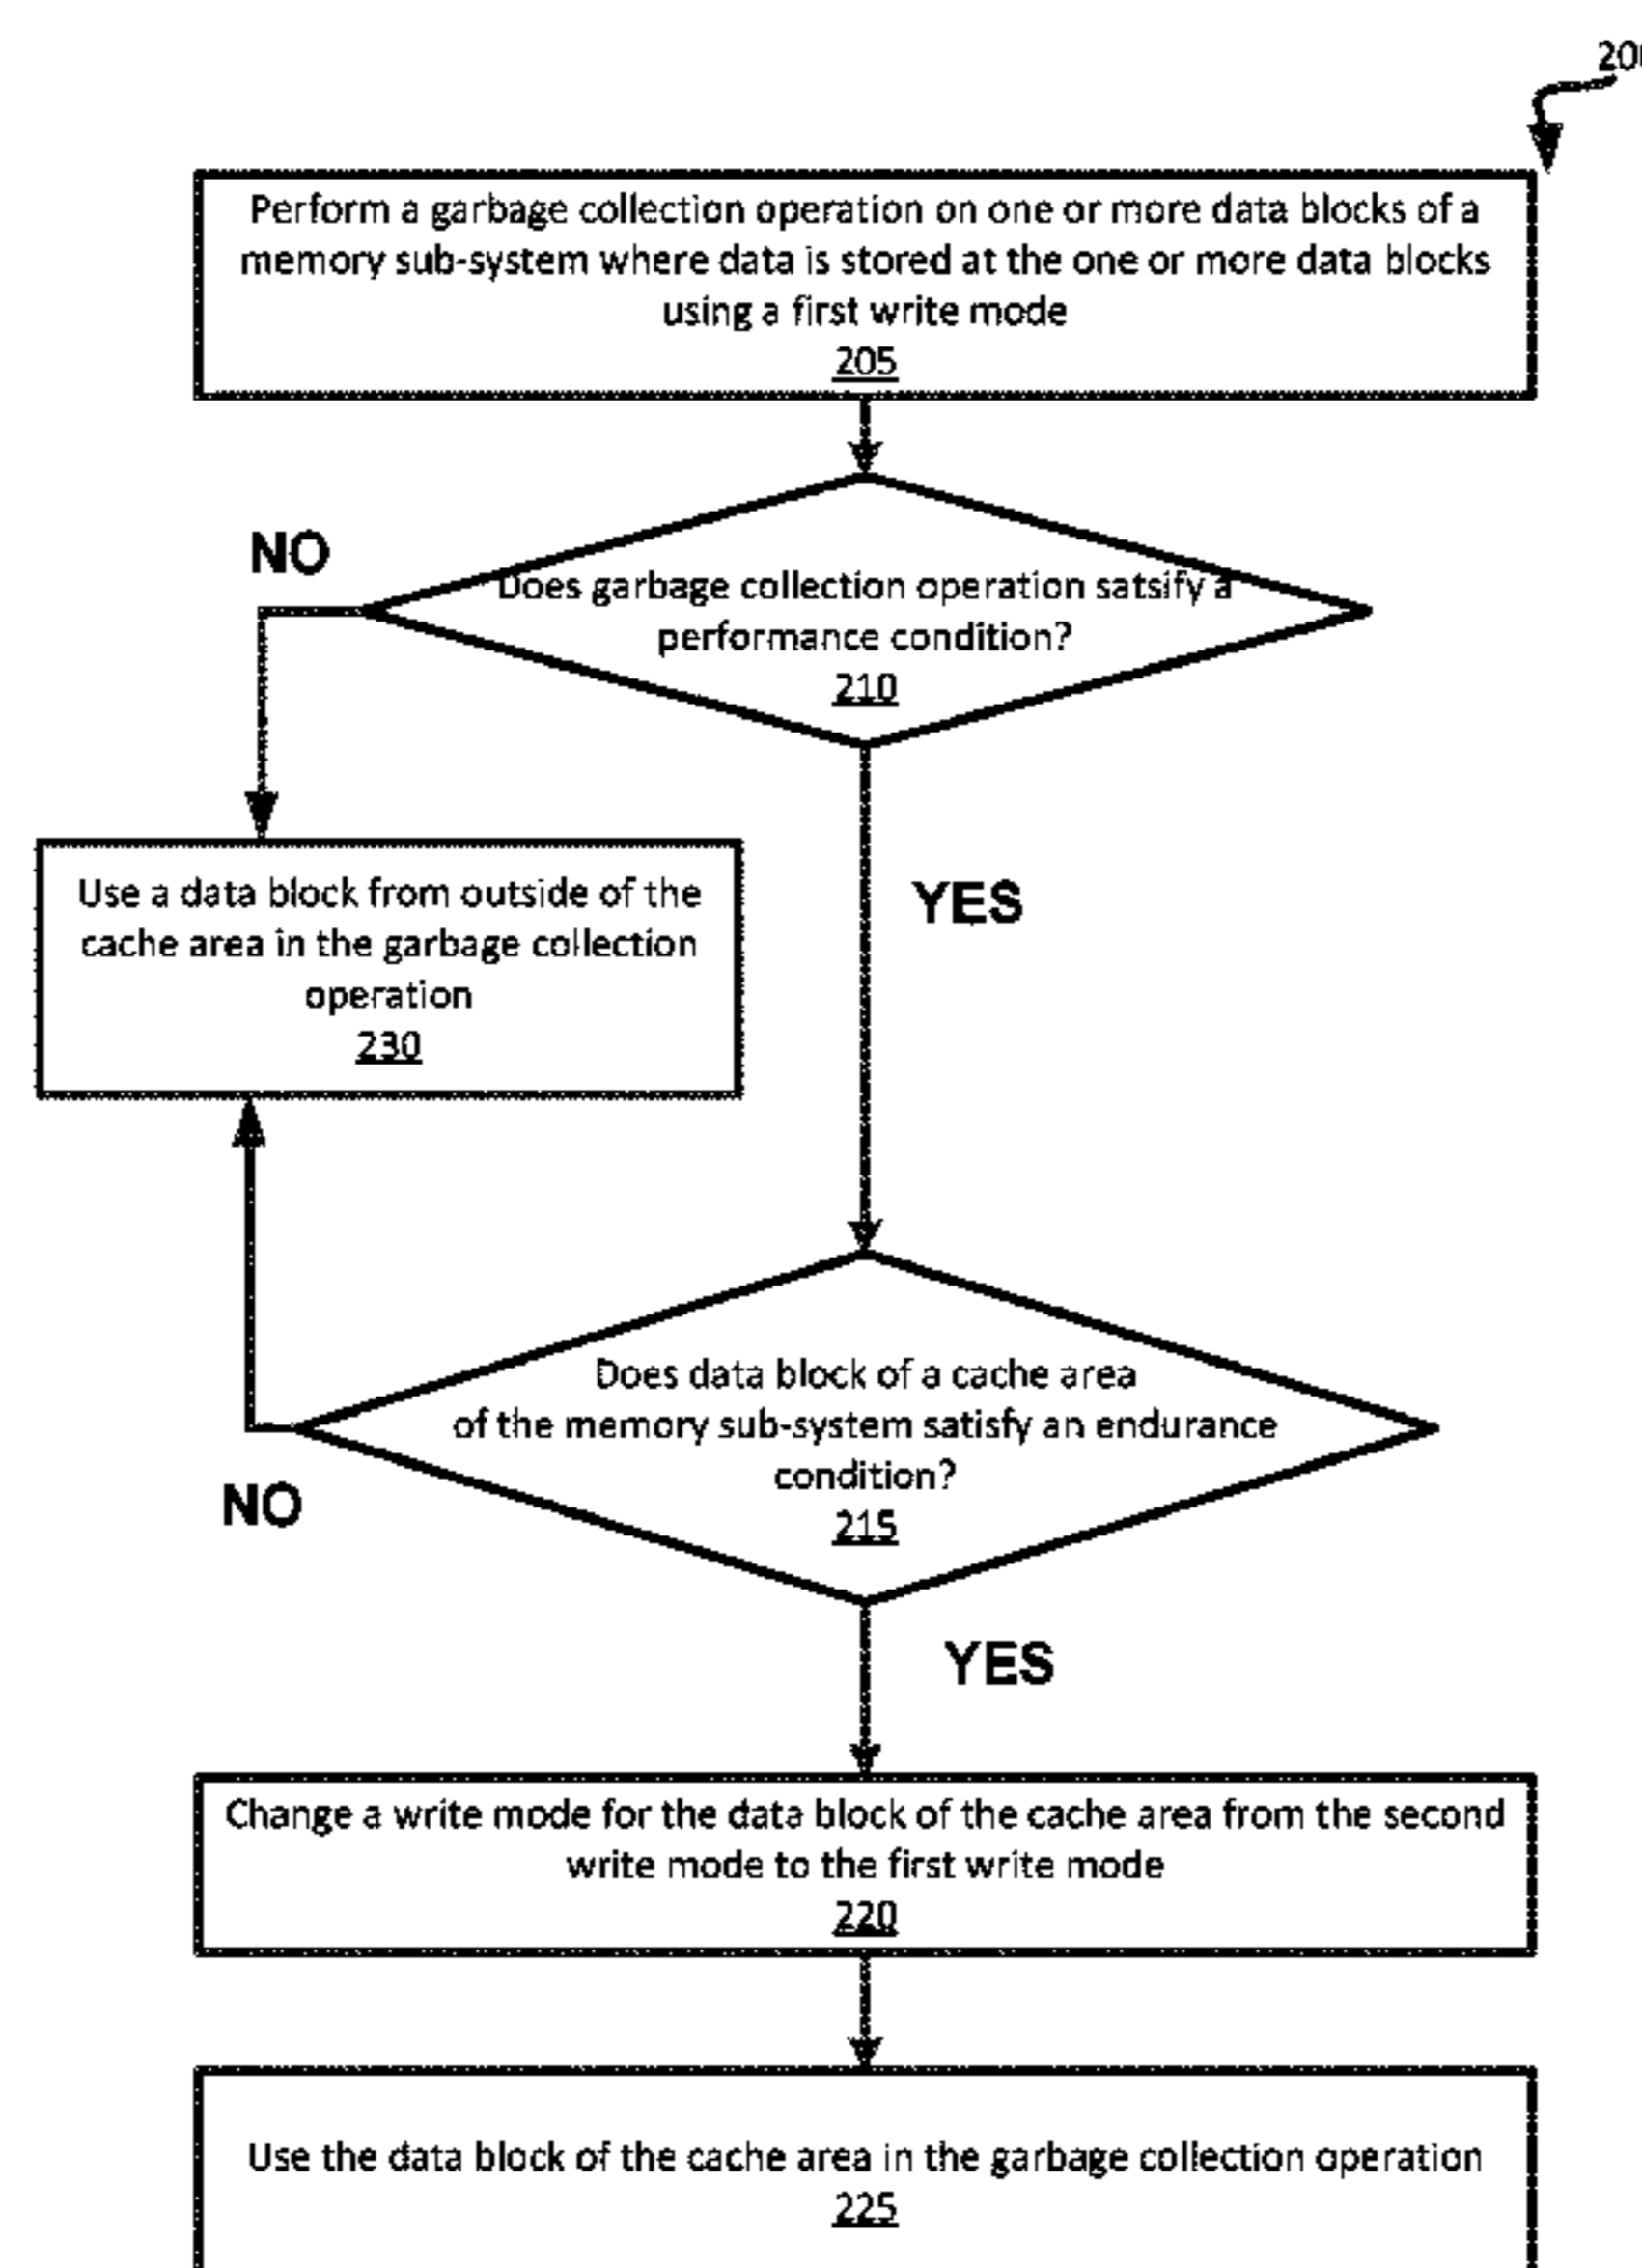 Perform a garbage collection operation on one or more data blocks of a
memory sub-system where data is stored at the one or more data blocks
using a first write mode
205
NO
Does garbage collection operation satsify a
performance condition?
210
Use a data block from outside of the
cache area in the garbage collection
operation
230
YES
Does data block of a cache area
of the memory sub-system satisfy an endurance
condition?
215
NO
YES
Change a write mode for the data block of the cache area from the second
write mode to the first write mode
220
Use the data block of the cache area in the garbage collection operation
225